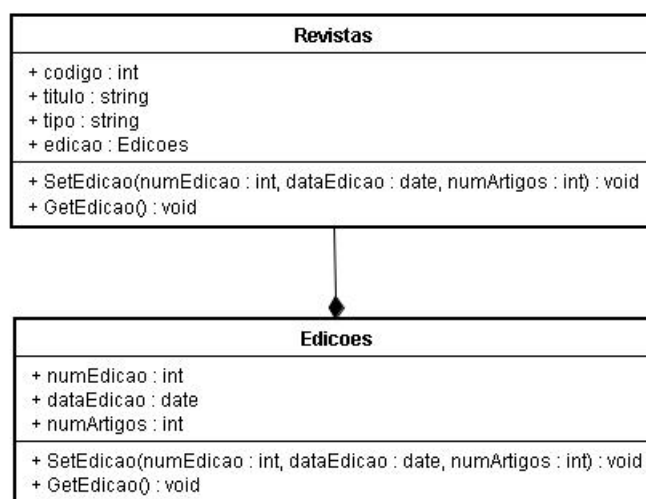 Revistas
+ codigo : int
+ titulo : string
+ tipo : string
+ edicao : Edicoes
+ SetEdicao(numEdicao : int, dataEdicao : date, numArtigos : int) : void
+ GetEdicao() : void
Edicoes
+ numEdicao : int
+ dataEdicao : date
+ numArtigos : int
+ SetEdicao(numEdicao : int, dataEdicao : date, numArtigos : int) : void
+ GetEdicao() : void